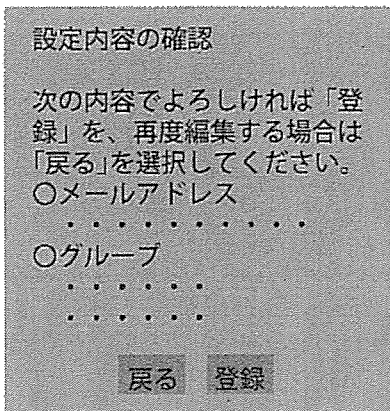 設定内容の確認
次の内容でよろしければ「登
録」を、再度編集する場合は
「戻る」を選択してください。
〇メールアドレス
・・・・・・・・・・
〇グループ
・・・・・・
・・・・・・
戻る 登録